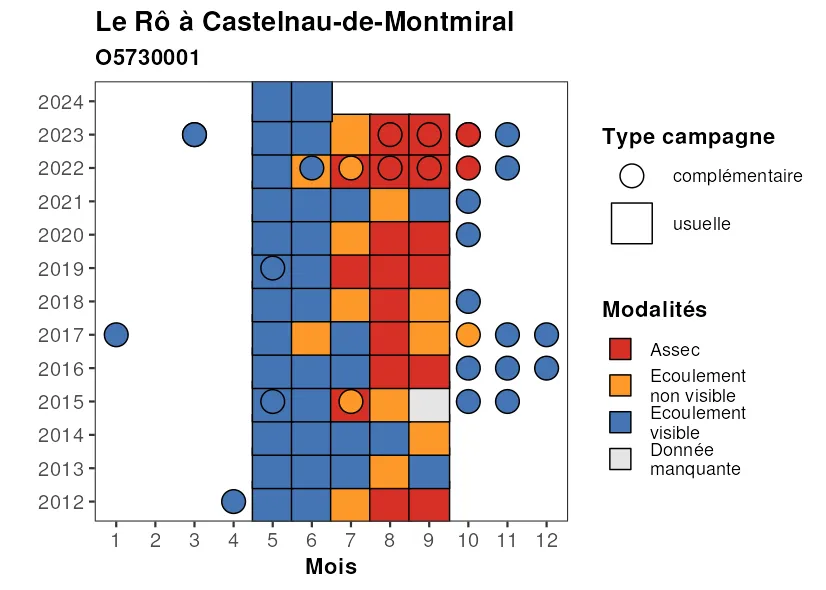 Le Rô à Castelnau-de-Montmiral
O5730001
2024
2023
2022
2021
2020
2019
2018
2017
2016
2015
2014
2013
2012
1 2 3 4 5 6 7 8 9 10 11 12
Mois
Type campagne
complémentaire
usuelle
Modalités
Assec
Ecoulement
non visible
Ecoulement
visible
Donnée
manquante